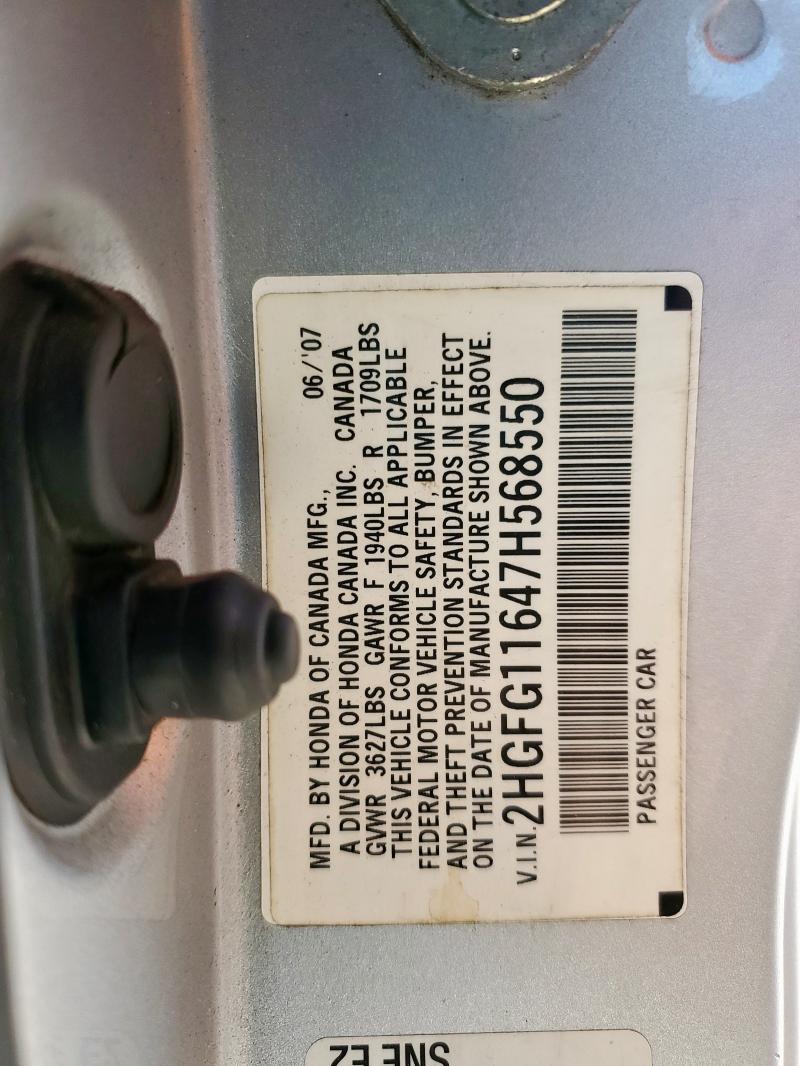 MFD. BY HONDA OF CANADA MFG., 06/'07
A DIVISION OF HONDA CANADA INC. CANADA
GVWR 3627LBS GAWR F 1940LBS R 1709LBS
THIS VEHICLE CONFORMS TO ALL APPLICABLE
FEDERAL MOTOR VEHICLE SAFETY, BUMPER,
AND THEFT PREVENTION STANDARDS IN EFFECT
ON THE DATE OF MANUFACTURE SHOWN ABOVE.
V.I.N. 2HGFG11647H568550
PASSENGER CAR